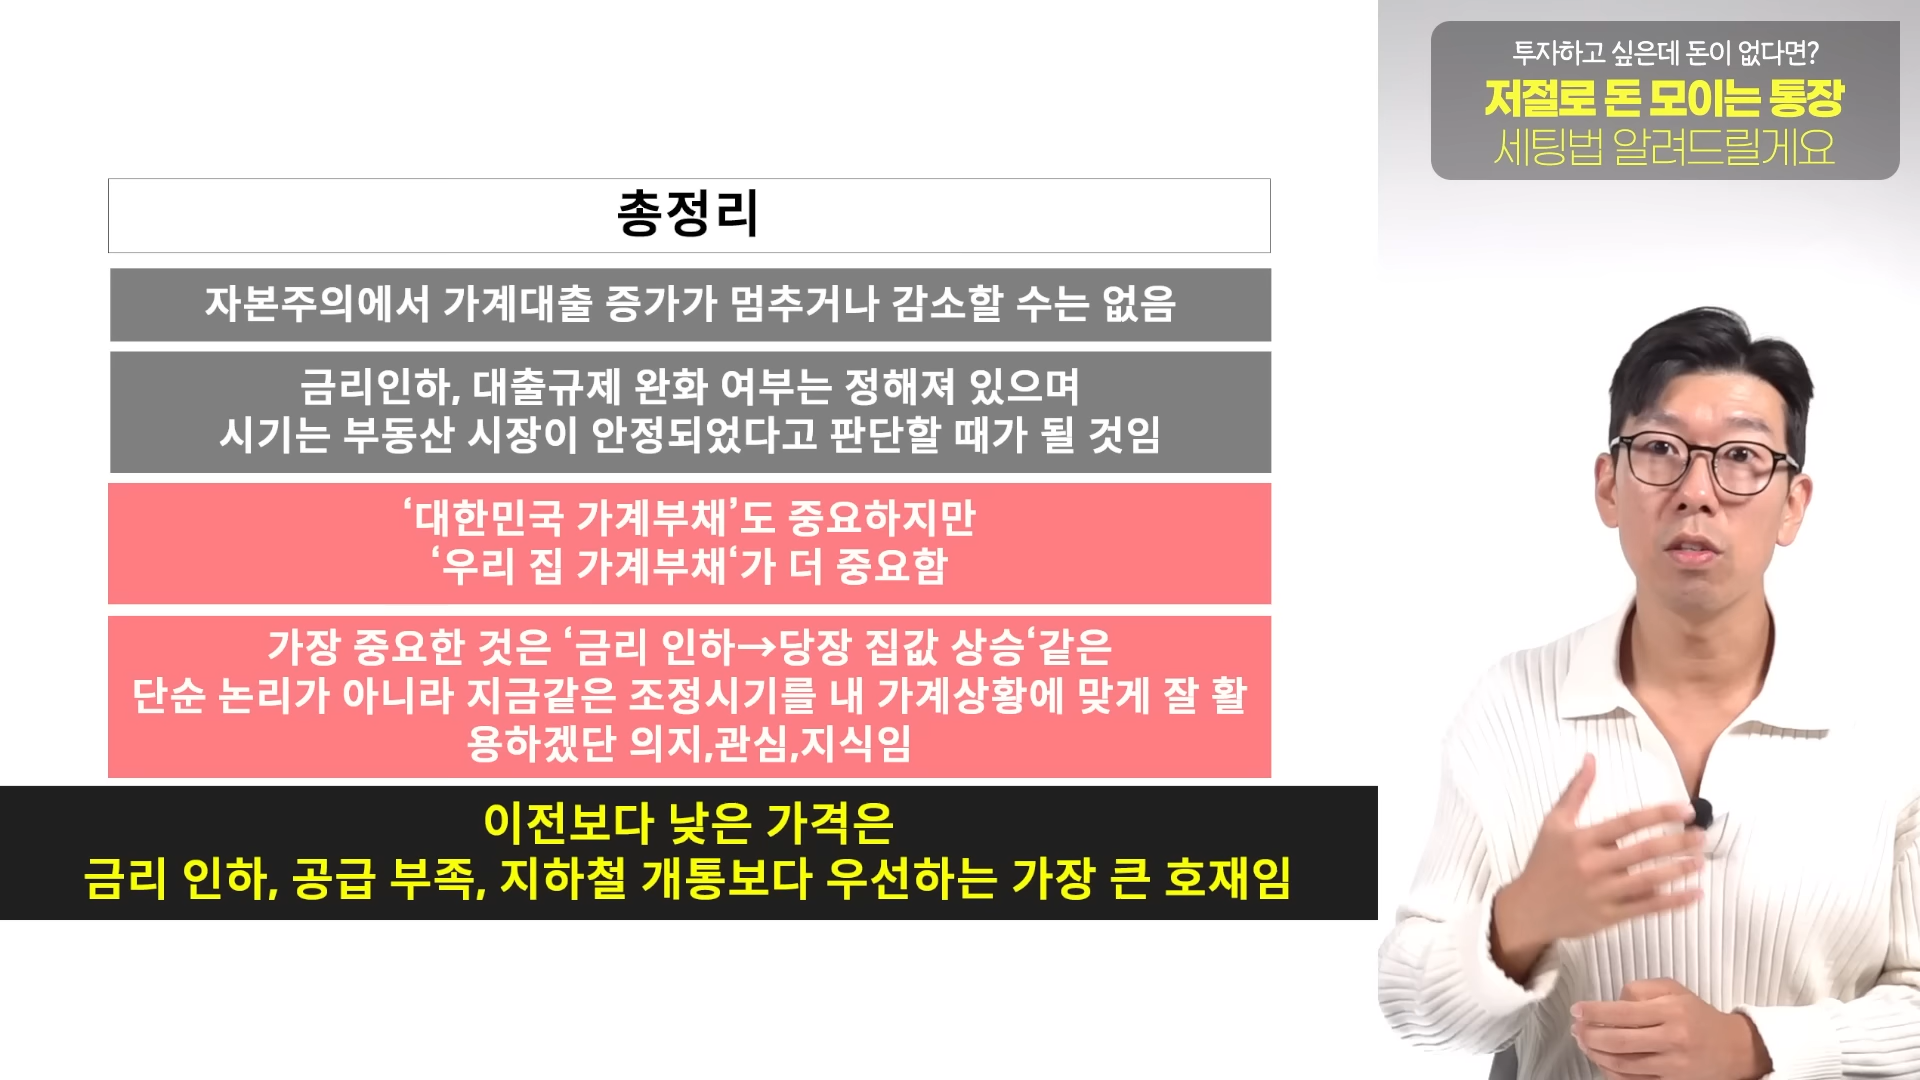 총정리
자본주의에서 가계대출 증가가 멈추거나 감소할 수는 없음
금리인하, 대출규제 완화 여부는 정해져 있으며
시기는 부동산 시장이 안정되었다고 판단할 때가 될 것임
‘대한민국 가계부채’도 중요하지만
‘우리 집 가계부채‘가 더 중요함
가장 중요한 것은 ‘금리 인하→당장 집값 상승‘같은
단순 논리가 아니라 지금같은 조정시기를 내 가계상황에 맞게 잘 활
용하겠단 의지,관심,지식임
이전보다 낮은 가격은
금리 인하, 공급 부족, 지하철 개통보다 우선하는 가장 큰 호재임
투자하고 싶은데 돈이 없다면?
저절로 돈 모이는 통장
세팅법 알려드릴게요